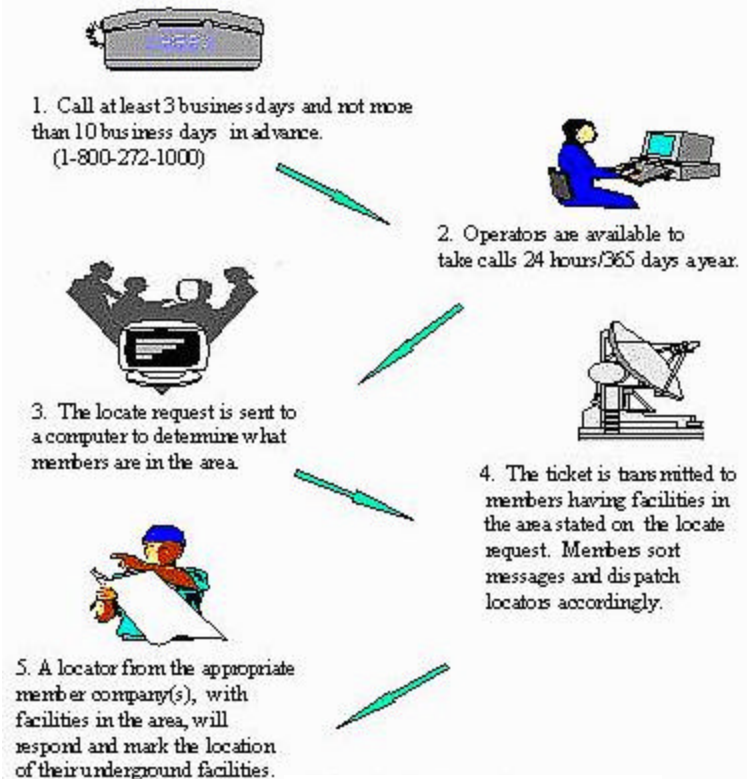 1. Call at least 3 business days and not more
than 10 business days in advance.
(1-800-272-1000)
2. Operators are available to
take calls 24 hours/365 days a year.
3. The locate request is sent to
a computer to determine what
members are in the area.
4. The ticket is transmitted to
members having facilities in
the area stated on the locate
request. Members sort
messages and dispatch
locators accordingly.
5. A locator from the appropriate
member company(s), with
facilities in the area, will
respond and mark the location
of their underground facilities.